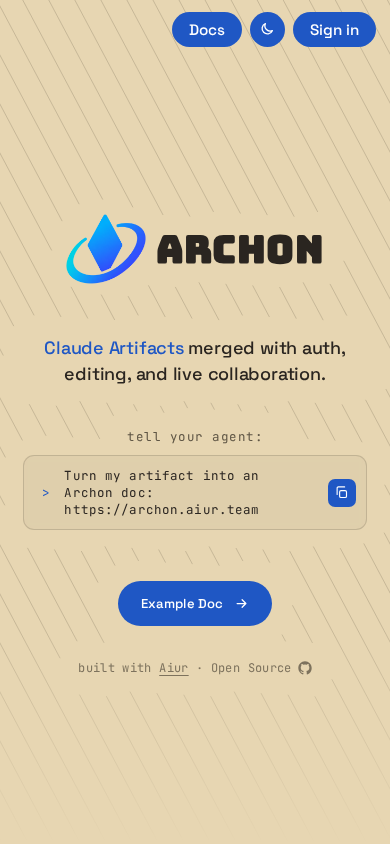 Docs
Sign in
ARCHON
Claude Artifacts merged with auth,
editing, and live collaboration.
tell your agent:
> Turn my artifact into an
Archon doc:
https://archon.aiur.team
Example Doc →
built with Aiur · Open Source